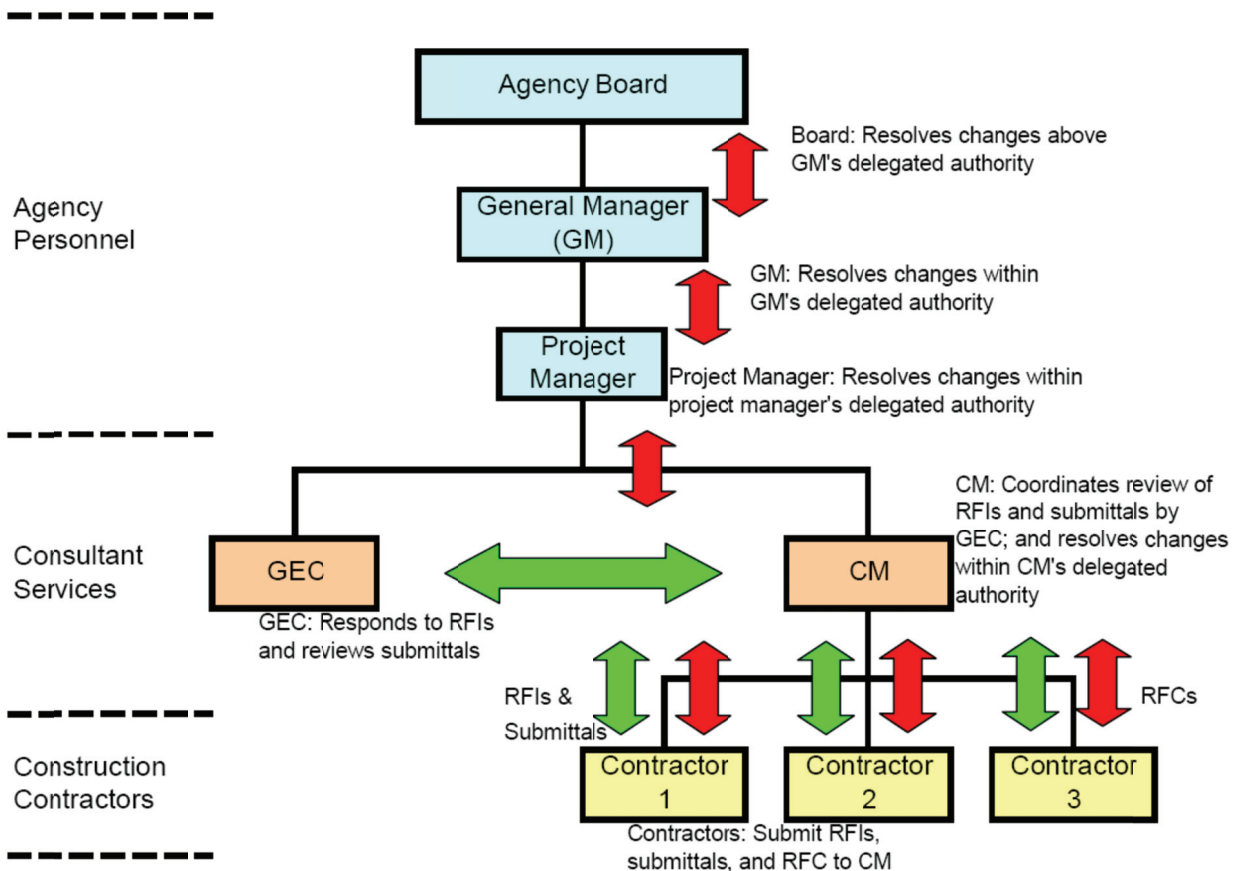 Agency Board
Board: Resolves changes above
GM's delegated authority
Agency
Personnel
General Manager
(GM)
GM: Resolves changes within
GM's delegated authority
Project
Manager
Project Manager: Resolves changes within
project manager's delegated authority
Consultant
Services
GEC
GEC: Responds to RFIs
and reviews submittals
CM
CM: Coordinates review of
RFIs and submittals by
GEC; and resolves changes
within CM's delegated
authority
RFIs &
Submittals
RFCs
Construction
Contractors
Contractor
1
Contractor
2
Contractor
3
Contractors: Submit RFIs,
submittals, and RFC to CM